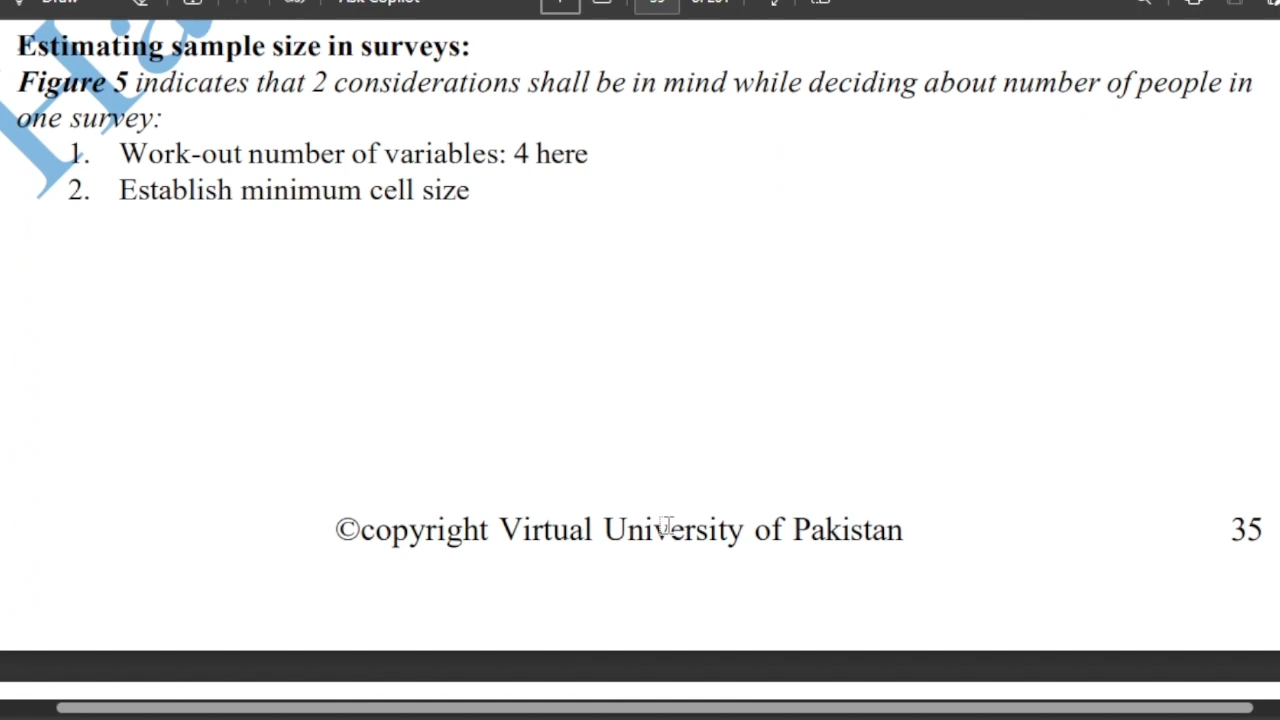 Estimating sample size in surveys:
Figure 5 indicates that 2 considerations shall be in mind while deciding about number of people in
one survey:
1. Work-out number of variables: 4 here
2. Establish minimum cell size
©copyright Virtual University of Pakistan 35